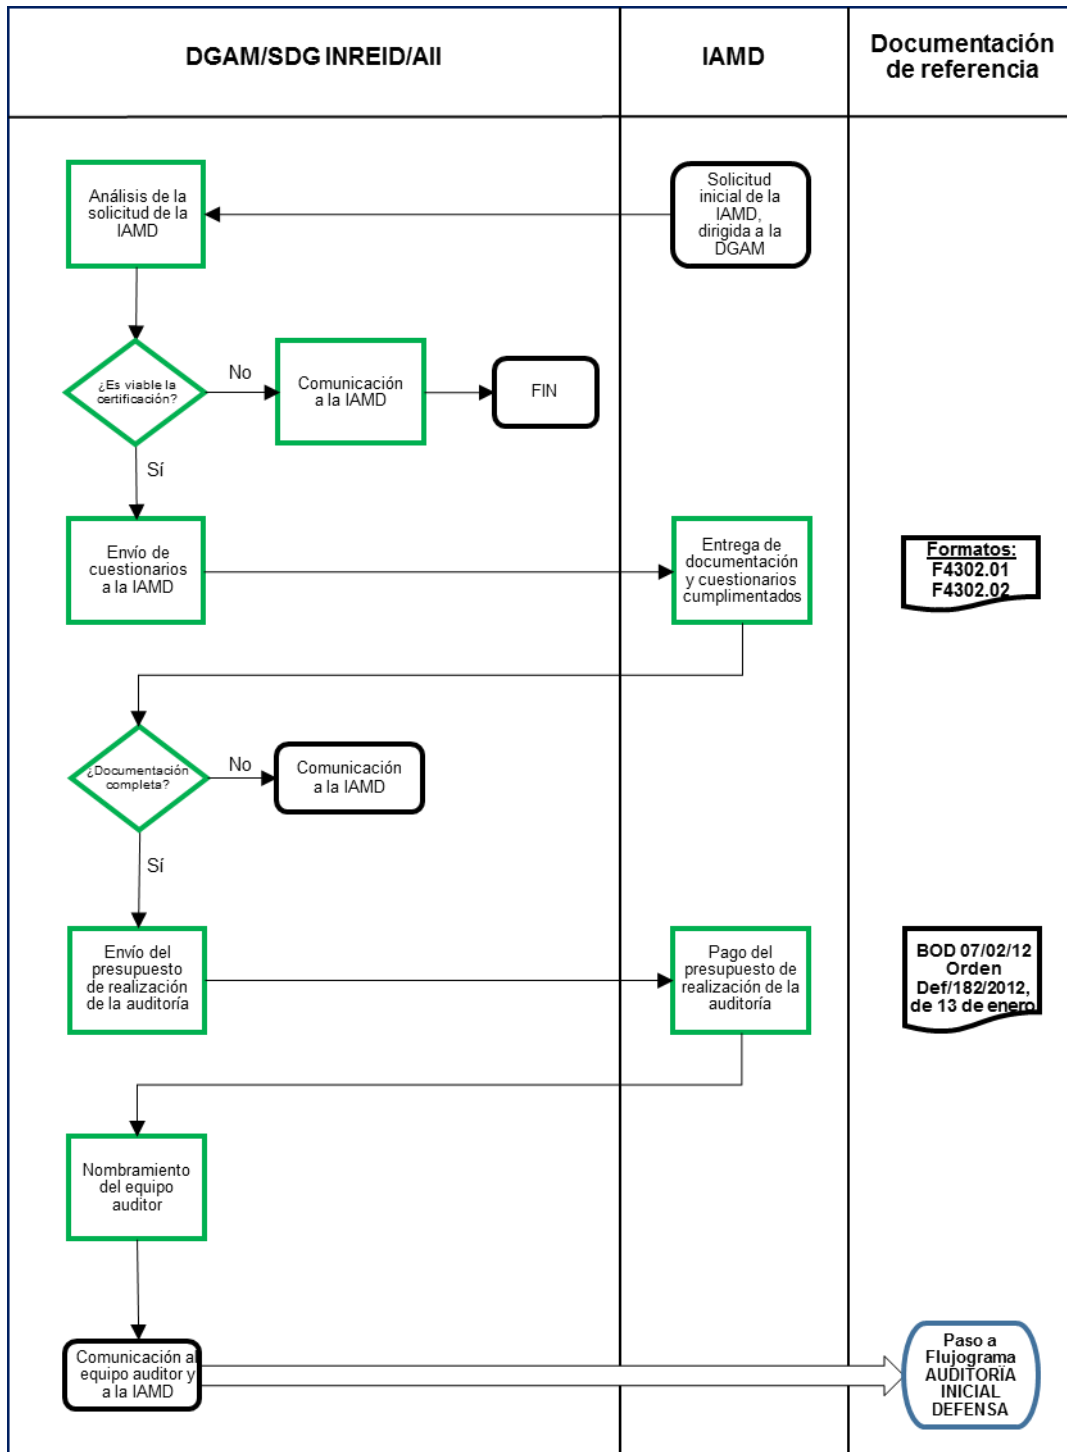 DGAM/SDG INREID/AII
IAMD
Documentación
de referencia
Análisis de la
solicitud de la
IAMD
Solicitud
inicial de la
IAMD,
dirigida a la
DGAM
¿Es viable la
certificación?
No
Comunicación
a la IAMD
FIN
Sí
Envío de
cuestionarios
a la IAMD
Entrega de
documentación
y cuestionarios
cumplimentados
Formatos:
F4302.01
F4302.02
¿Documentación
completa?
No
Comunicación
a la IAMD
Sí
Envío del
presupuesto
de realización
de la auditoría
Pago del
presupuesto de
realización de la
auditoría
BOD 07/02/12
Orden
Def/182/2012,
de 13 de enero
Nombramiento
del equipo
auditor
Comunicación al
equipo auditor y
a la IAMD
Paso a
Flujograma
AUDITORÏA
INICIAL
DEFENSA